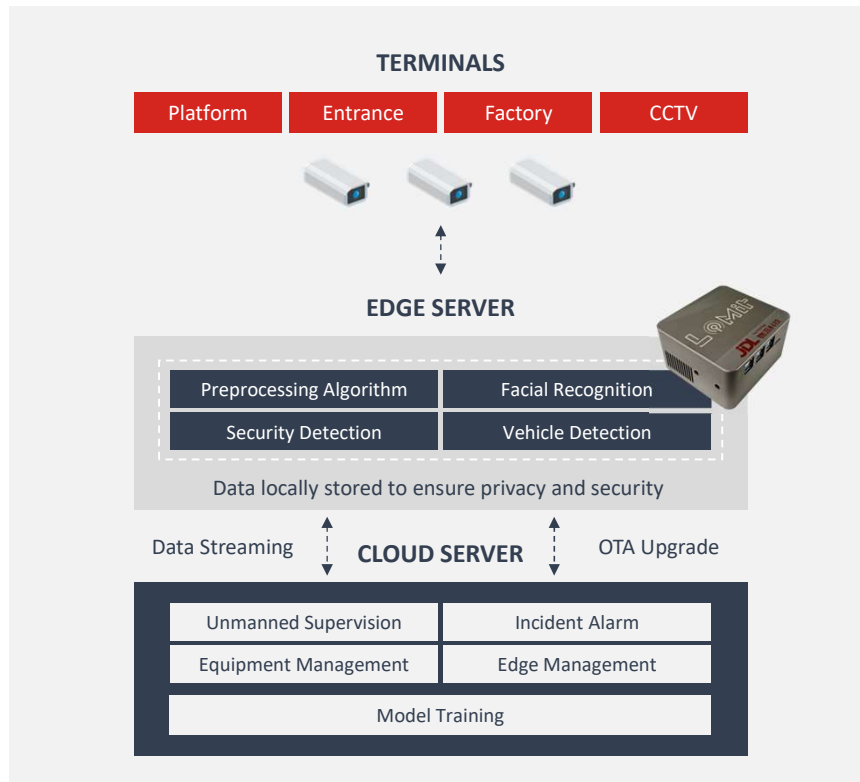 TERMINALS
Platform
Entrance
Factory
CCTV
EDGE SERVER
LOMit
JDL
Preprocessing Algorithm
Facial Recognition
Security Detection
Vehicle Detection
Data locally stored to ensure privacy and security
Data Streaming
CLOUD SERVER
OTA Upgrade
Unmanned Supervision
Incident Alarm
Equipment Management
Edge Management
Model Training